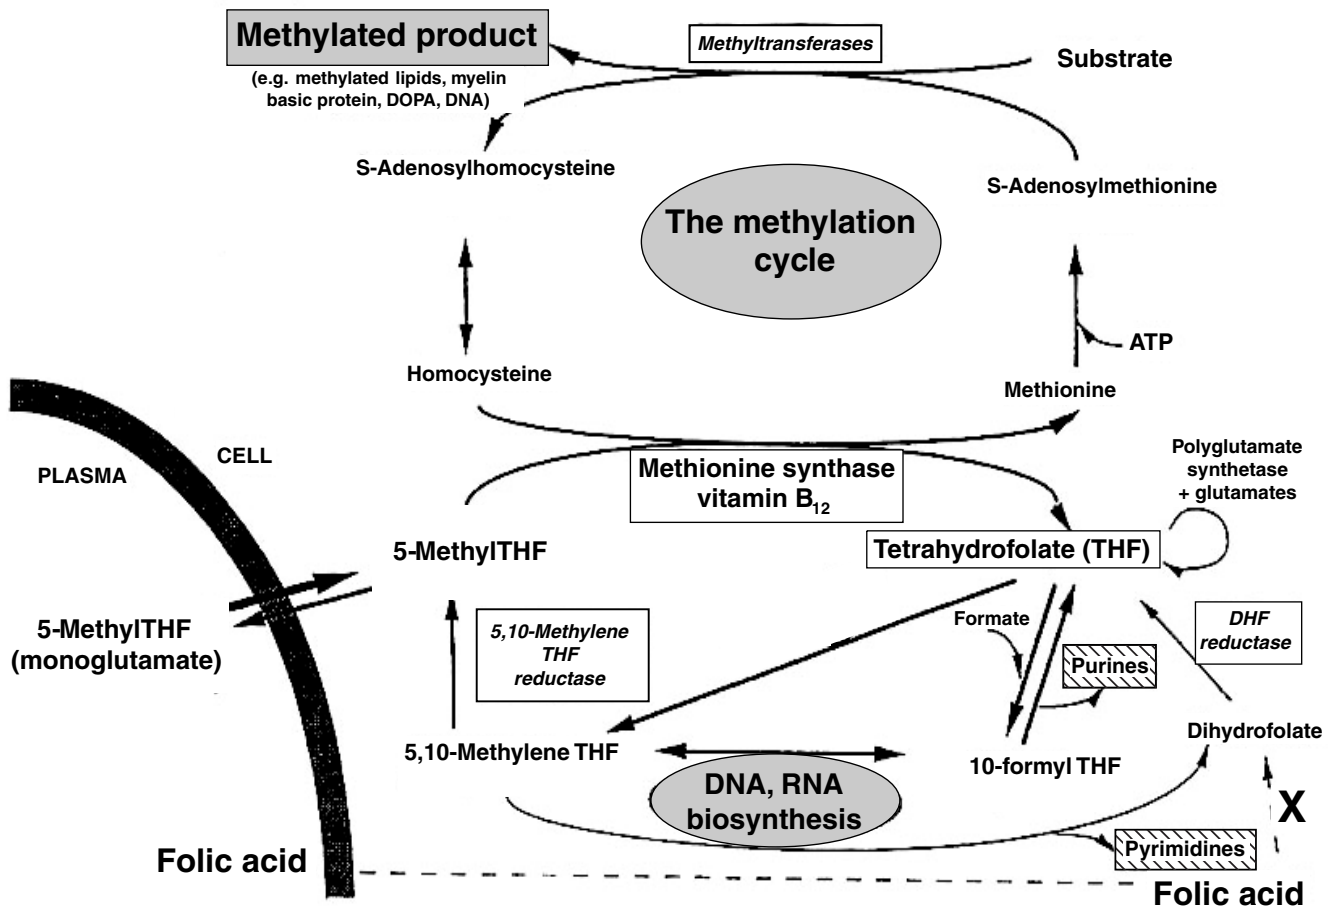 Methylated product
(e.g. methylated lipids, myelin
basic protein, DOPA, DNA)
Methyltransferases
Substrate
S-Adenosylhomocysteine
S-Adenosylmethionine
The methylation
cycle
ATP
Homocysteine
Methionine
PLASMA
CELL
Methionine synthase
vitamin B12
Polyglutamate
synthetase
+ glutamates
5-MethylTHF
Tetrahydrofolate (THF)
5-MethylTHF
(monoglutamate)
5,10-Methylene
THF
reductase
Formate
Purines
DHF
reductase
5,10-Methylene THF
10-formyl THF
Dihydrofolate
DNA, RNA
biosynthesis
X
Pyrimidines
Folic acid
Folic acid